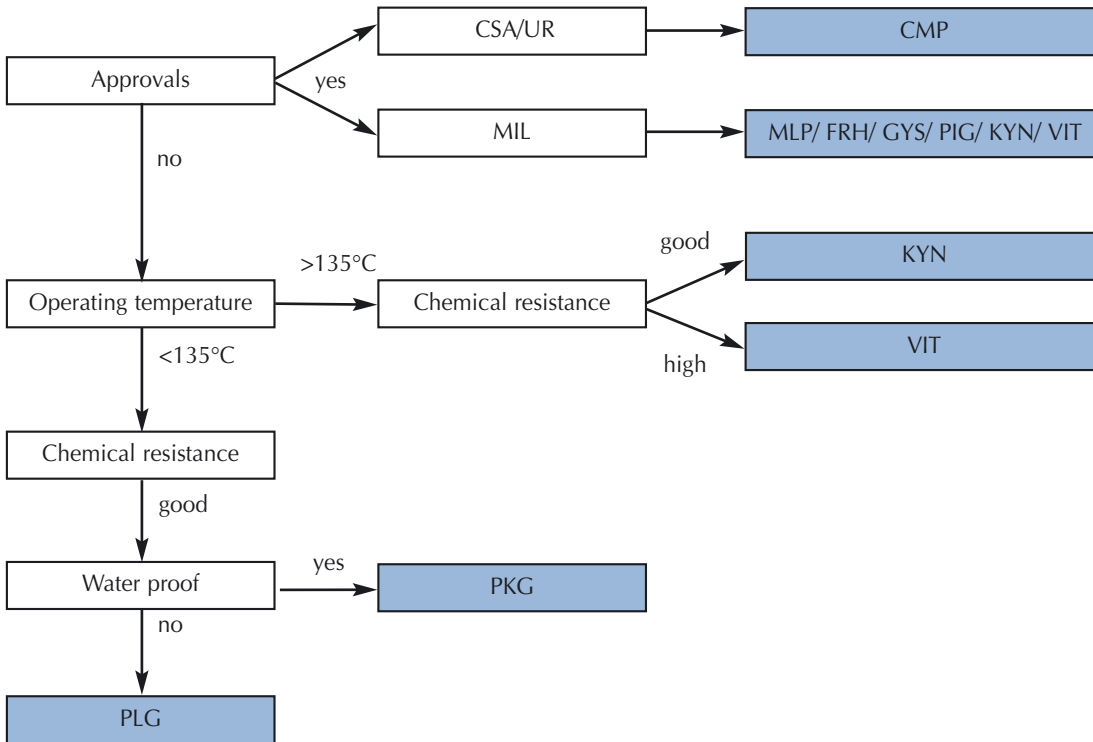 CSA/UR
CMP
Approvals
yes
MIL
MLP/ FRH/ GYS/ PIG/ KYN/ VIT
no
good
KYN
>135°C
Operating temperature
Chemical resistance
<135°C
VIT
high
Chemical resistance
good
Water proof
yes
PKG
no
PLG